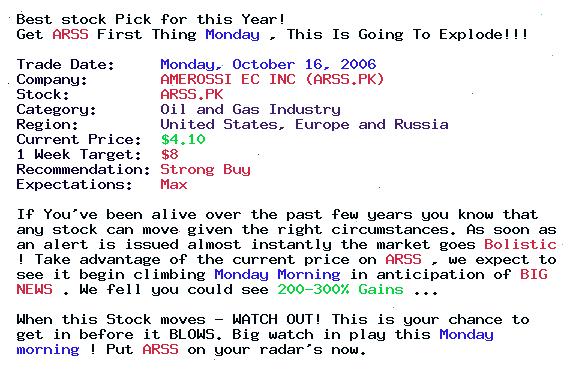 Best stock Pick for this Year!
Get ARSS First Thing Monday , This Is Going To Explode!!!
Trade Date: Monday, October 16, 2006
Company: AMEROSSI EC INC (ARSS.PK)
Stock: ARSS.PK
Category: Oil and Gas Industry
Region: United States, Europe and Russia
Current Price: $4.10
1 Week Target: $8
Recommendation: Strong Buy
Expectations: Max
If You've been alive over the past few years you know that
any stock can move given the right circumstances. As soon as
an alert is issued almost instantly the market goes Bolistic
! Take advantage of the current price on ARSS , we expect to
see it begin climbing Monday Morning in anticipation of BIG
NEWS . We fell you could see 200-300% Gains ...
When this Stock moves - WATCH OUT! This is your chance to
get in before it BLOWS. Big watch in play this Monday
morning ! Put ARSS on your radar's now.